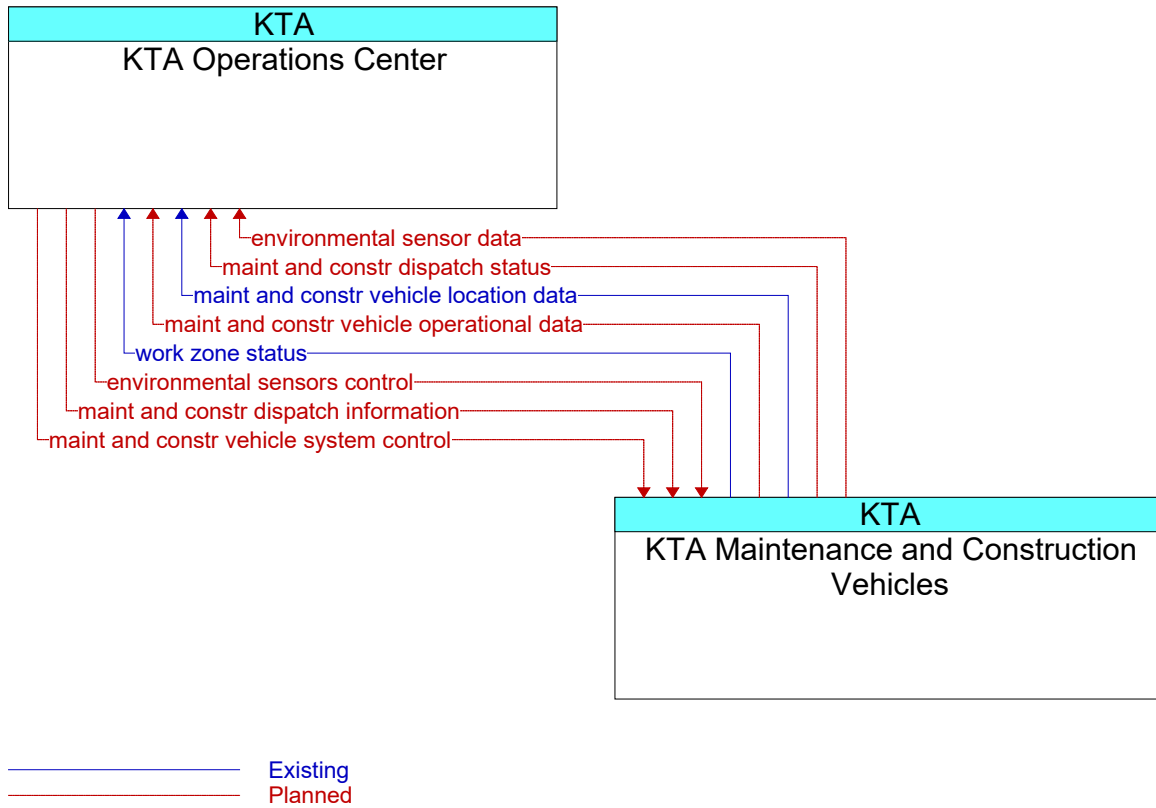 KTA
KTA Operations Center
environmental sensor data
maint and constr dispatch status
maint and constr vehicle location data
maint and constr vehicle operational data
work zone status
environmental sensors control
maint and constr dispatch information
maint and constr vehicle system control
KTA
KTA Maintenance and Construction
Vehicles
Existing
Planned